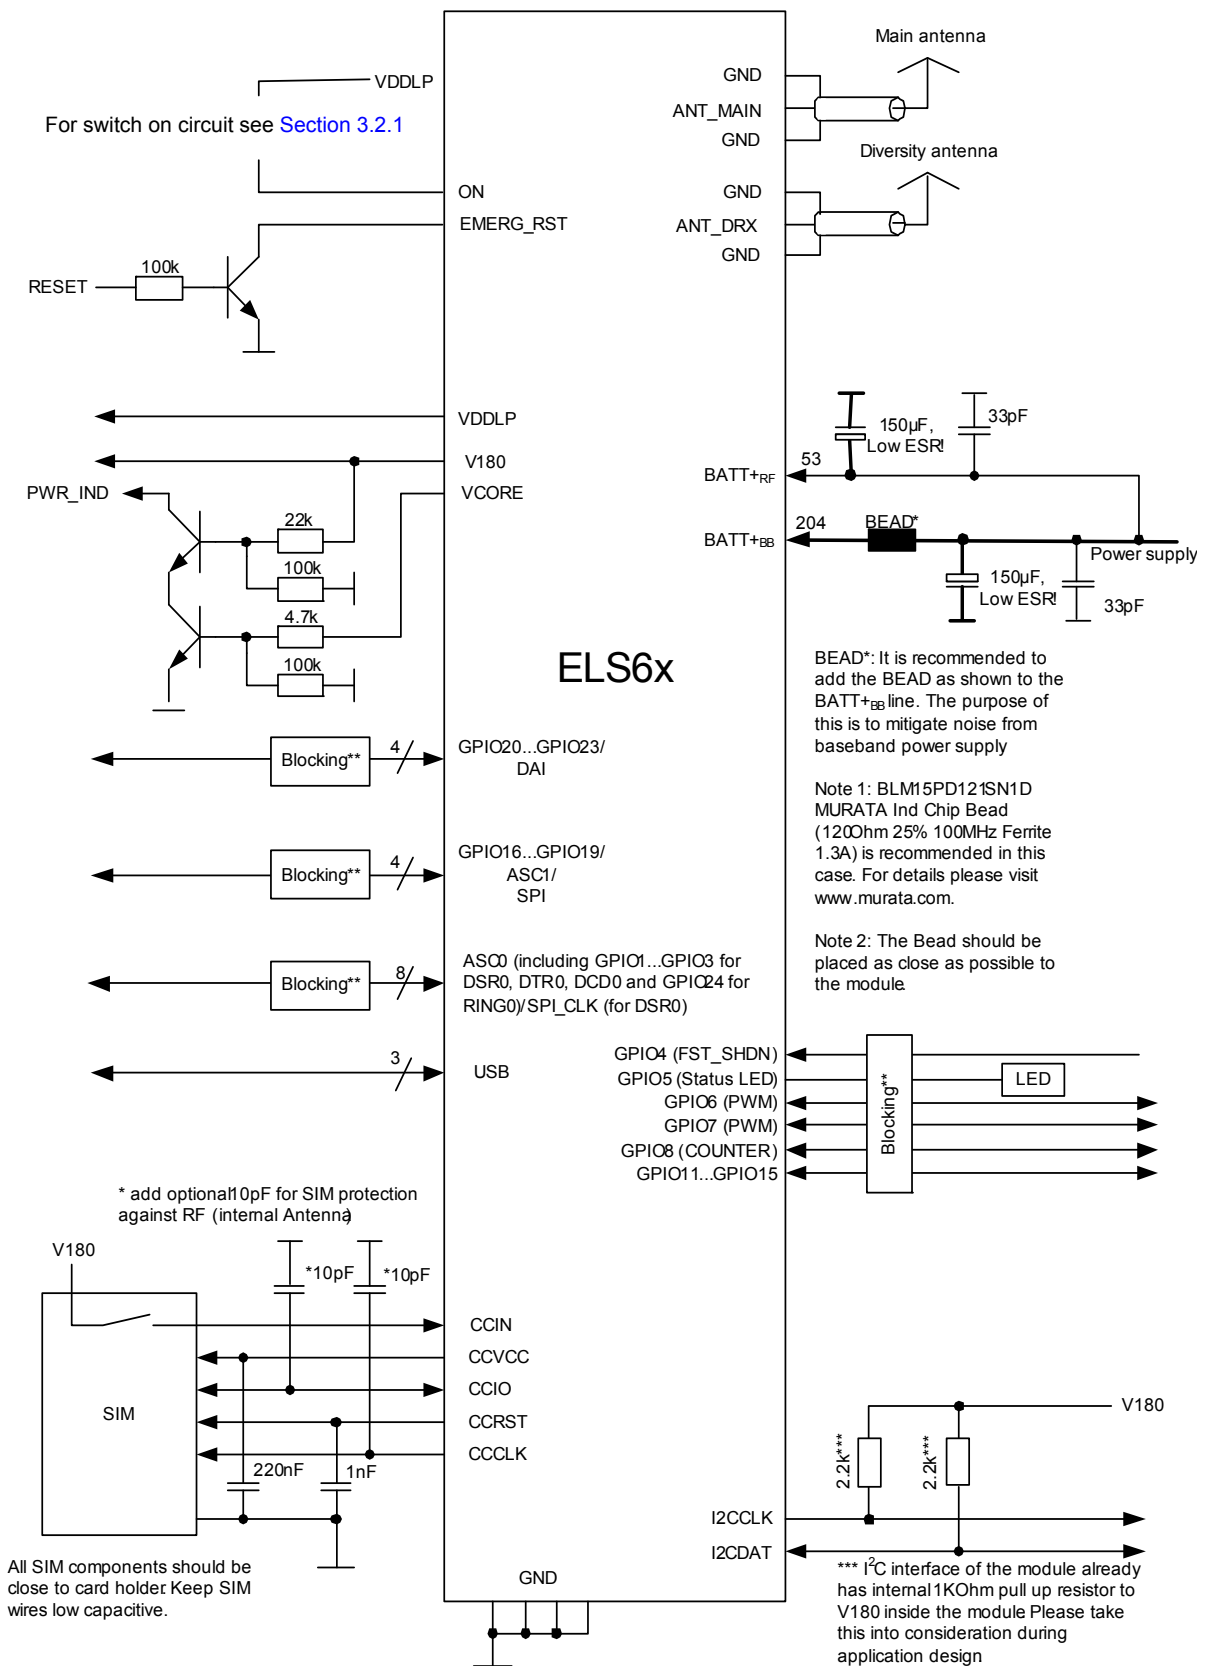 Main antenna
VDDLP
GND
ANT_MAIN
GND
For switch on circuit see Section 3.2.1
Diversity antenna
ON
GND
EMERG_RST
ANT_DRX
GND
100k
RESET
VDDLP
150µF,
Low ESR!
33pF
V180
53
BATT+RF
PWR_IND
VCORE
22k
204
BEAD*
BATT+BB
Power supply
100k
150µF,
Low ESR!
33pF
4.7k
100k
ELS6x
BEAD*: It is recommended to
add the BEAD as shown to the
BATT+BB line. The purpose of
this is to mitigate noise from
baseband power supply
Blocking**
4
GPIO20...GPIO23/
DAI
Note 1: BLM15PD121SN1D
MURATA Ind Chip Bead
(120Ohm 25% 100MHz Ferrite
1.3A) is recommended in this
case. For details please visit
www.murata.com.
Blocking**
4
GPIO16...GPIO19/
ASC1/
SPI
Note 2: The Bead should be
placed as close as possible to
the module.
Blocking**
8
ASC0 (including GPIO1...GPIO3 for
DSR0, DTR0, DCD0 and GPIO24 for
RING0)/SPI_CLK (for DSR0)
3
USB
GPIO4 (FST_SHDN)
GPIO5 (Status LED)
GPIO6 (PWM)
GPIO7 (PWM)
GPIO8 (COUNTER)
GPIO11...GPIO15
Blocking**
LED
* add optional10pF for SIM protection
against RF (internal Antenna)
V180
*10pF
*10pF
CCIN
CCVCC
CCIO
CCRST
CCCLK
SIM
220nF
1nF
V180
2.2k***
2.2k***
I2CCLK
I2CDAT
All SIM components should be
close to card holder. Keep SIM
wires low capacitive.
GND
*** I²C interface of the module already
has internal 1KOhm pull up resistor to
V180 inside the module. Please take
this into consideration during
application design